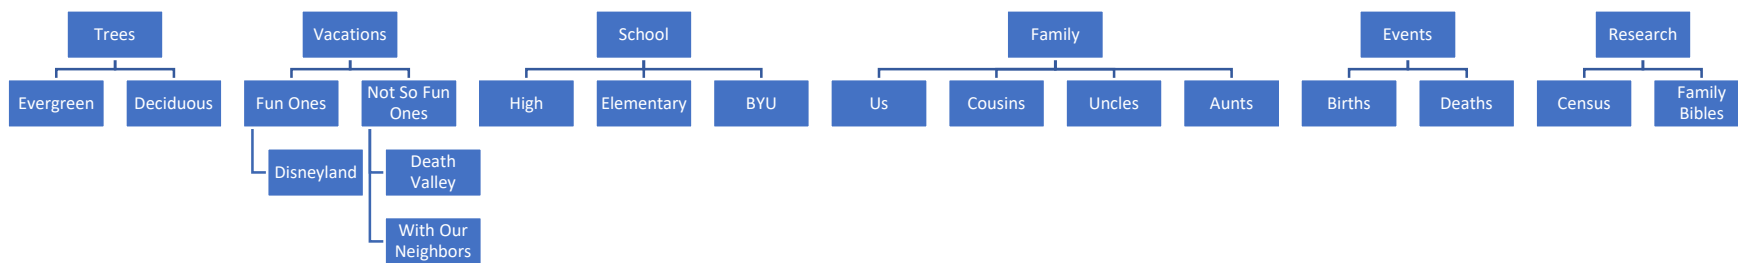 Trees
Vacations
School
Family
Events
Research
Evergreen
Deciduous
Fun Ones
Not So Fun
Ones
High
Elementary
BYU
Us
Cousins
Uncles
Aunts
Births
Deaths
Census
Family
Bibles
Disneyland
Death
Valley
With Our
Neighbors